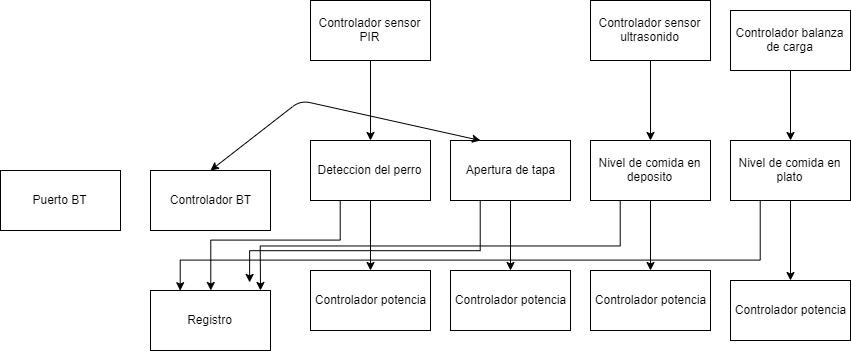 Controlador sensor
PIR
Controlador sensor
ultrasonido
Controlador balanza
de carga
Puerto BT
Controlador BT
Deteccion del perro
Apertura de tapa
Nivel de comida en
deposito
Nivel de comida en
plato
Registro
Controlador potencia
Controlador potencia
Controlador potencia
Controlador potencia